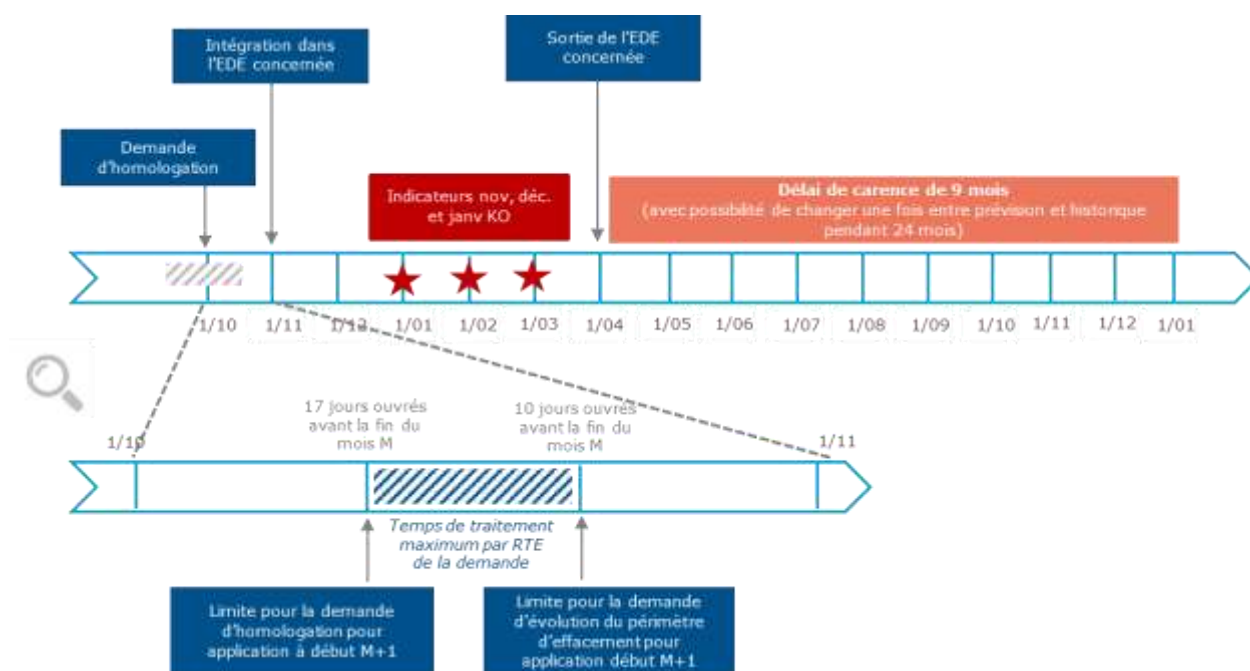 Intégration dans
l'EDE concernée
Sortie de l'EDE
concernée
Demande
d'homologation
Indicateurs nov, déc.
et janv KO
Délai de carence de 9 mois
(avec possibilité de changer une fois entre prévision et historique
pendant 24 mois)
1/10 1/11 1/12 1/01 1/02 1/03 1/04 1/05 1/06 1/07 1/08 1/09 1/10 1/11 1/12 1/01
17 jours ouvrés
avant la fin du
mois M
10 jours ouvrés
avant la fin du
mois M
1/10
1/11
Temps de traitement
maximum par RTE
de la demande
Limite pour la demande
d'homologation pour
application à début M+1
Limite pour la demande
d'évolution du périmètre
d'effacement pour
application début M+1